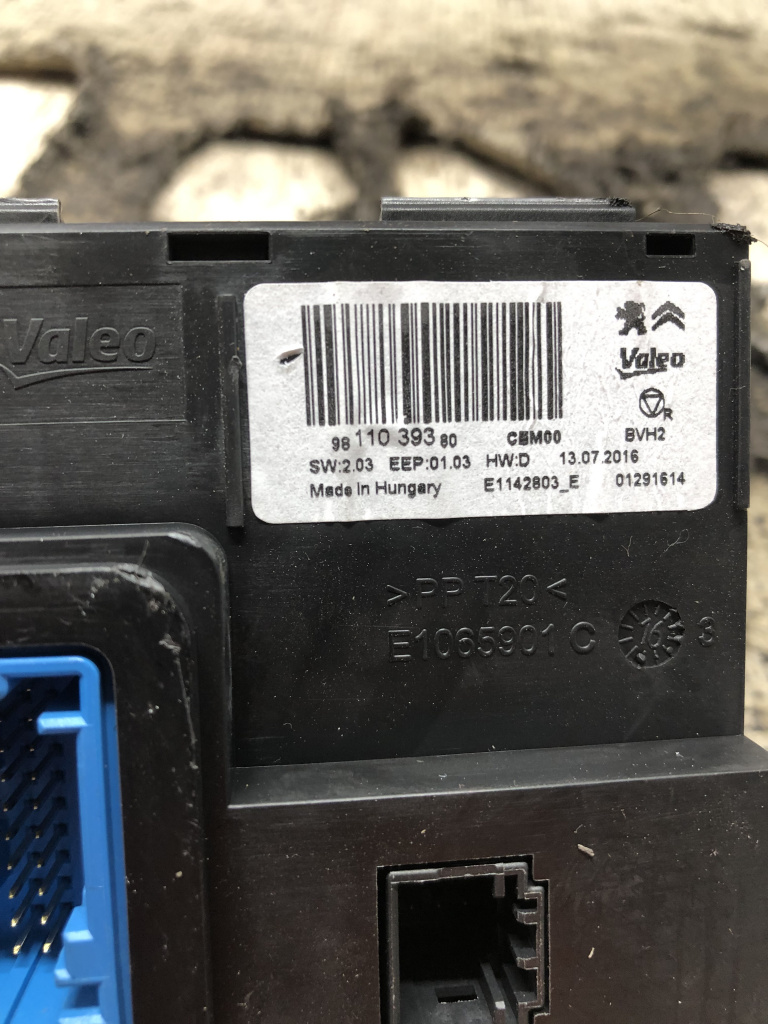 Valeo
Valeo
R
98 110 393 80 CBM00 BVH2
SW:2.03 EEP:01.03 HW:D 13.07.2016
Made in Hungary E1142803_E 01291614
>PP T20<
E1065901 C 16 3